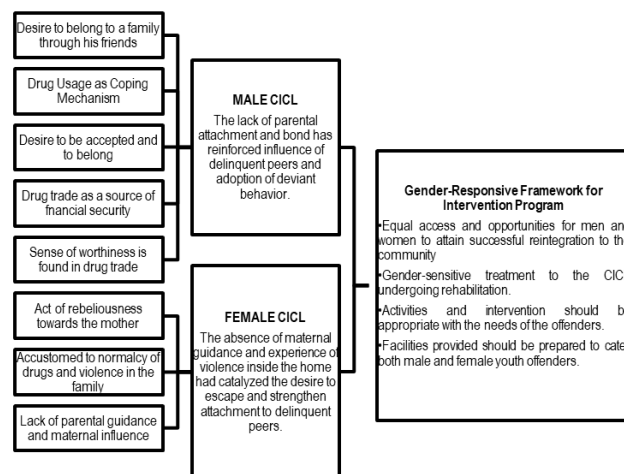 Desire to belong to a family
through his friends
Drug Usage as Coping
Mechanism
Desire to be accepted and
to belong
Drug trade as a source of
fnancial security
Sense of worthiness is
found in drug trade
Act of rebeliousness
towards the mother
Accustomed to normalcy of
drugs and violence in the
family
Lack of parental guidance
and maternal influence
MALE CICL
The lack of parental
attachment and bond has
reinforced influence of
delinquent peers and
adoption of deviant
behavior.
FEMALE CICL
The absence of maternal
guidance and experience of
violence inside the home
had catalyzed the desire to
escape and strengthen
attachment to delinquent
peers.
Gender-Responsive Framework for
Intervention Program
•Equal access and opportunities for men an
women to attain successful reintegration to th
community
•Gender-sensitive treatment to the CIC
undergoing rehabilitation.
•Activities and intervention should b
appropriate with the needs of the offenders.
•Facilities provided should be prepared to cate
both male and female youth offenders.